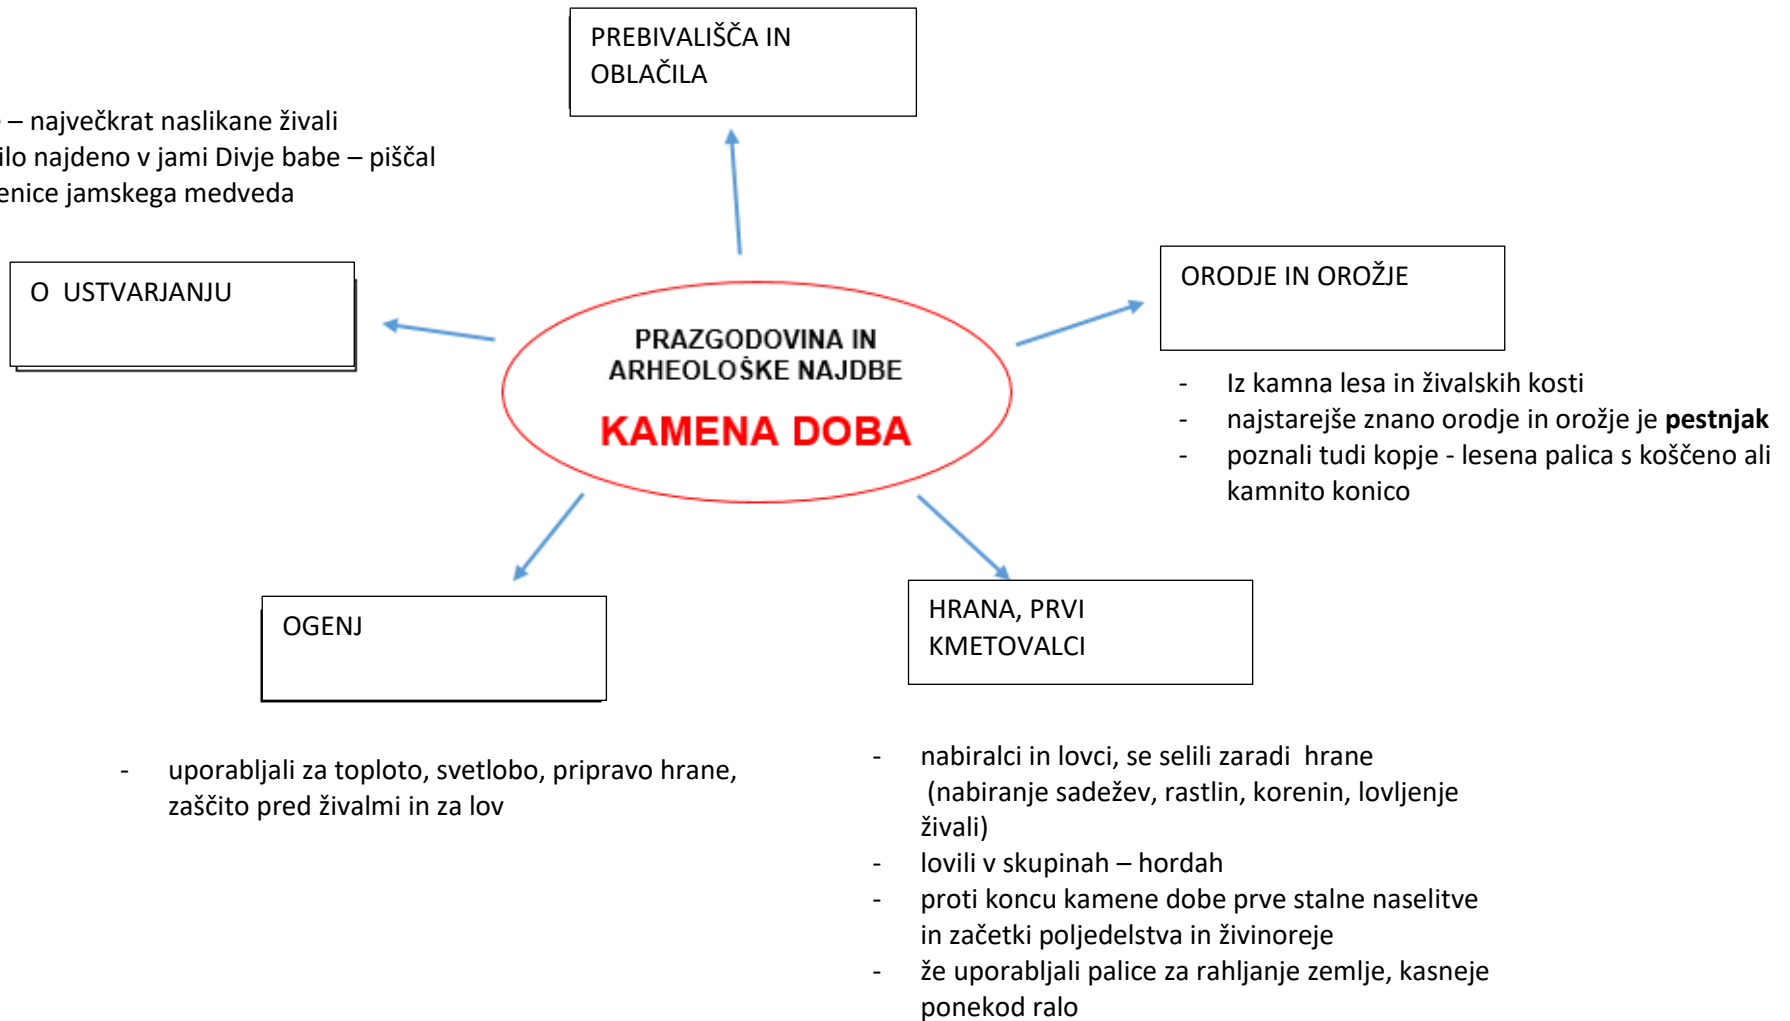 PREBIVALIŠČA IN
OBLAČILA
– največkrat naslikane živali
najdeno v jami Divje babe – piščal
jamskega medveda
O USTVARJANJU
ORODJE IN OROŽJE
PRAZGODOVINA IN
ARHEOLOŠKE NAJDBE
KAMENA DOBA
- Iz kamna lesa in živalskih kosti
- najstarejše znano orodje in orožje je pestnjak
- poznali tudi kopje - lesena palica s koščeno ali
kamnito konico
OGENJ
HRANA, PRVI
KMETOVALCI
- uporabljali za toploto, svetlobo, pripravo hrane,
zaščito pred živalmi in za lov
- nabiralci in lovci, se selili zaradi hrane
(nabiranje sadežev, rastlin, korenin, lovljenje
živali)
- lovili v skupinah – hordah
- proti koncu kamene dobe prve stalne naselitve
in začetki poljedelstva in živinoreje
- že uporabljali palice za rahljanje zemlje, kasneje
ponekod ralo